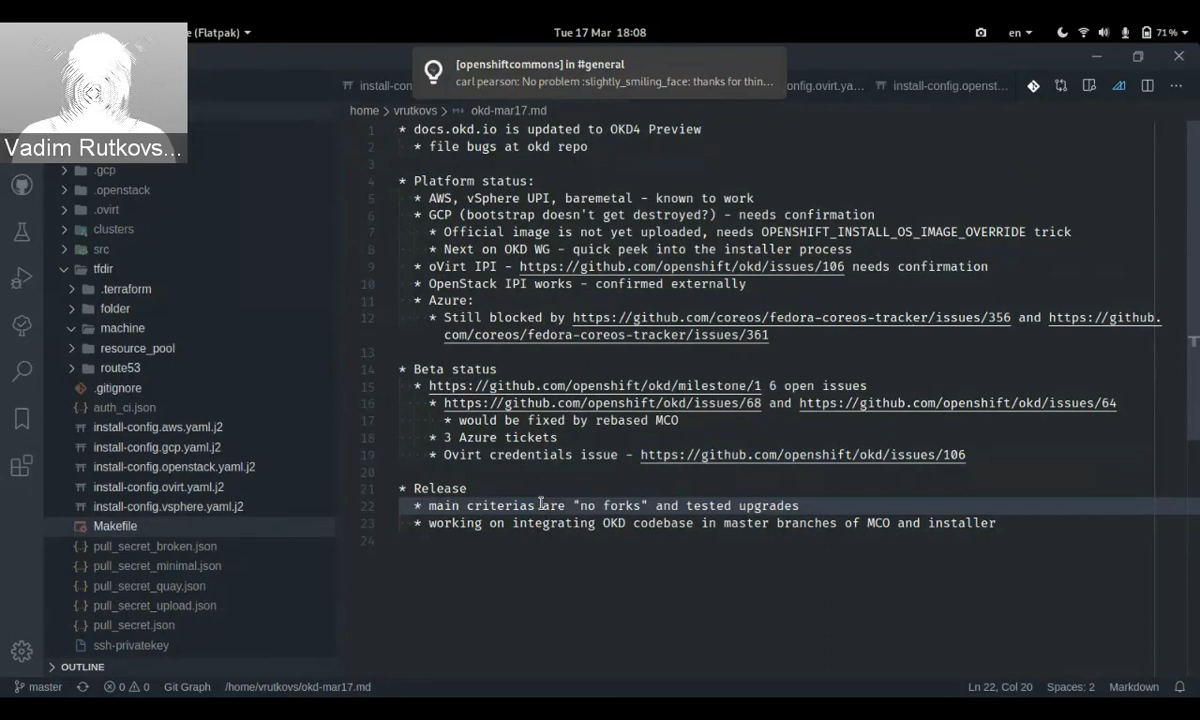 e (Flatpak)
Tue 17 Mar 18:08
en
71%
[openshiftcommons] in #general
carl pearson: No problem :slightly_smiling_face: thanks for thin...
Vadim Rutkovs...
install-co
onfig.ovirt.ya...
install-config.openst...
home > vrutkovs > okd-mar17.md
.gcp
.openstack
.ovirt
clusters
src
tfdir
.terraform
folder
machine
resource_pool
route53
.gitignore
auth_ci.json
install-config.aws.yaml.j2
install-config.gcp.yaml.j2
install-config.openstack.yaml.j2
install-config.ovirt.yaml.j2
install-config.vsphere.yaml.j2
Makefile
pull_secret_broken.json
pull_secret_minimal.json
pull_secret_quay.json
pull_secret_upload.json
pull_secret.json
ssh-privatekey
OUTLINE
1 * docs.okd.io is updated to OKD4 Preview
2 * file bugs at okd repo
3
4 * Platform status:
5 * AWS, vSphere UPI, baremetal - known to work
6 * GCP (bootstrap doesn't get destroyed?) - needs confirmation
7 * Official image is not yet uploaded, needs OPENSHIFT_INSTALL_OS_IMAGE_OVERRIDE trick
8 * Next on OKD WG - quick peek into the installer process
9 * oVirt IPI - https://github.com/openshift/okd/issues/106 needs confirmation
10 * OpenStack IPI works - confirmed externally
11 * Azure:
12 * Still blocked by https://github.com/coreos/fedora-coreos-tracker/issues/356 and https://github.
com/coreos/fedora-coreos-tracker/issues/361
13
14 * Beta status
15 * https://github.com/openshift/okd/milestone/1 6 open issues
16 * https://github.com/openshift/okd/issues/68 and https://github.com/openshift/okd/issues/64
17 * would be fixed by rebased MCO
18 * 3 Azure tickets
19 * Ovirt credentials issue - https://github.com/openshift/okd/issues/106
20
21 * Release
22 * main criterias are "no forks" and tested upgrades
23 * working on integrating OKD codebase in master branches of MCO and installer
24
master
0 0
Git Graph
/home/vrutkovs/okd-mar17.md
Ln 22, Col 20
Spaces: 2
Markdown